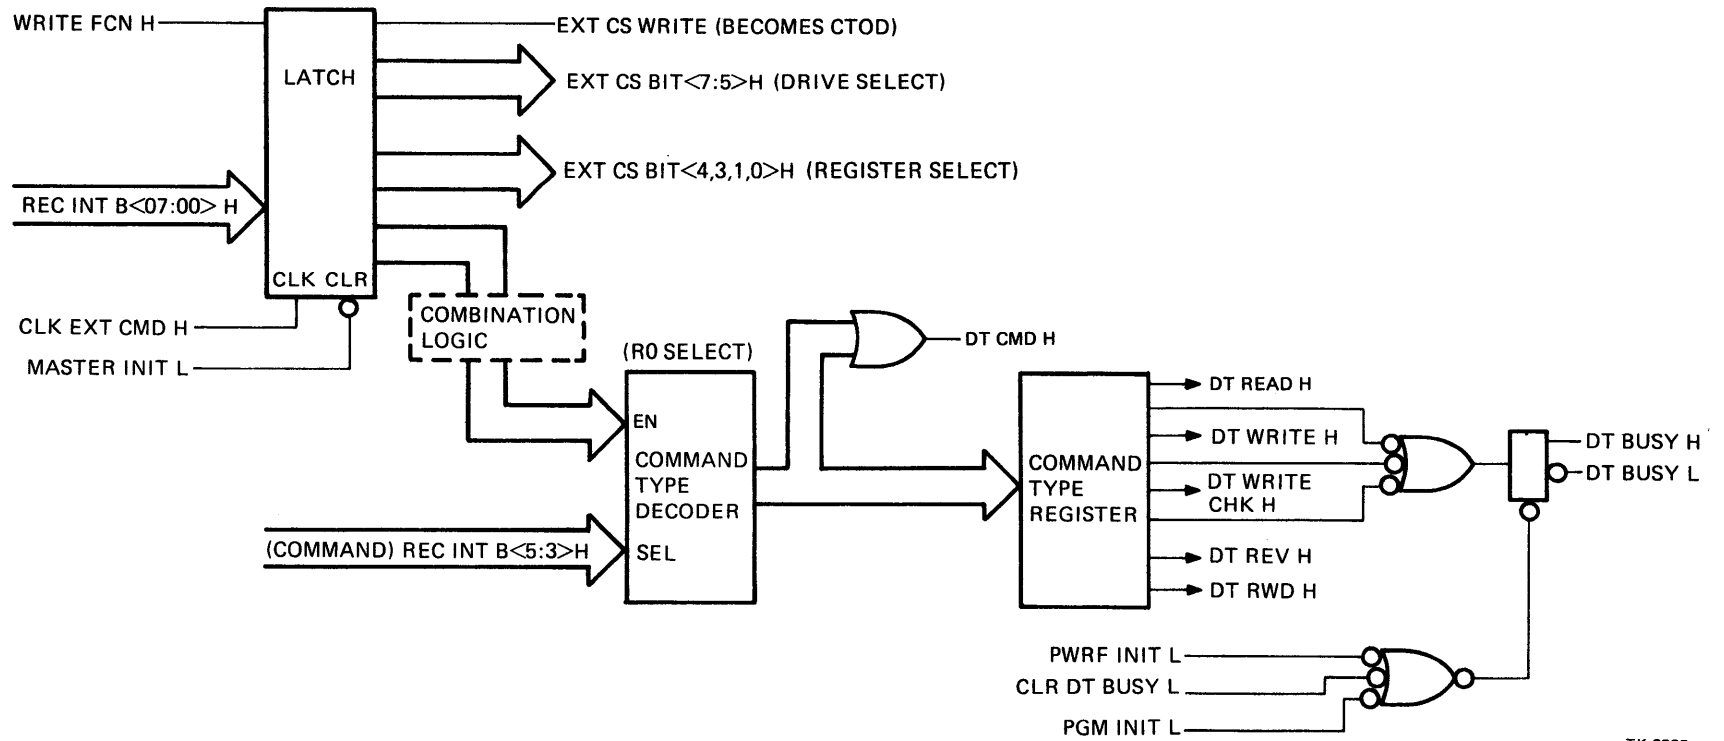 WRITE FCN H
EXT CS WRITE (BECOMES CTOD)
LATCH
EXT CS BIT<7:5>H (DRIVE SELECT)
EXT CS BIT<4,3,1,0>H (REGISTER SELECT)
REC INT B<07:00> H
CLK CLR
CLK EXT CMD H
MASTER INIT L
COMBINATION
LOGIC
(R0 SELECT)
DT CMD H
EN
COMMAND
TYPE
DECODER
SEL
(COMMAND) REC INT B<5:3>H
COMMAND
TYPE
REGISTER
DT READ H
DT WRITE H
DT WRITE
CHK H
DT REV H
DT RWD H
DT BUSY H
DT BUSY L
PWRF INIT L
CLR DT BUSY L
PGM INIT L